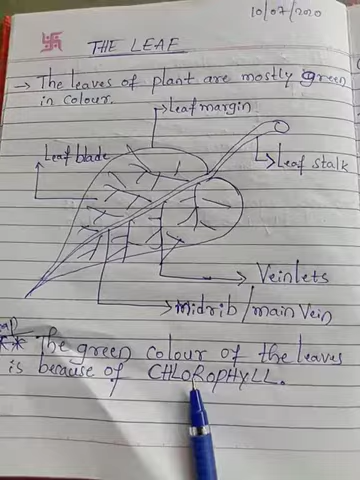 10/07/2020
THE LEAF
→ The leaves of plant are mostly green
in colour.
Leaf margin
Leaf blade
Leaf stalk
Veinlets
midrib/main Vein
** The green colour of the leaves
is because of CHLOROPHYLL.